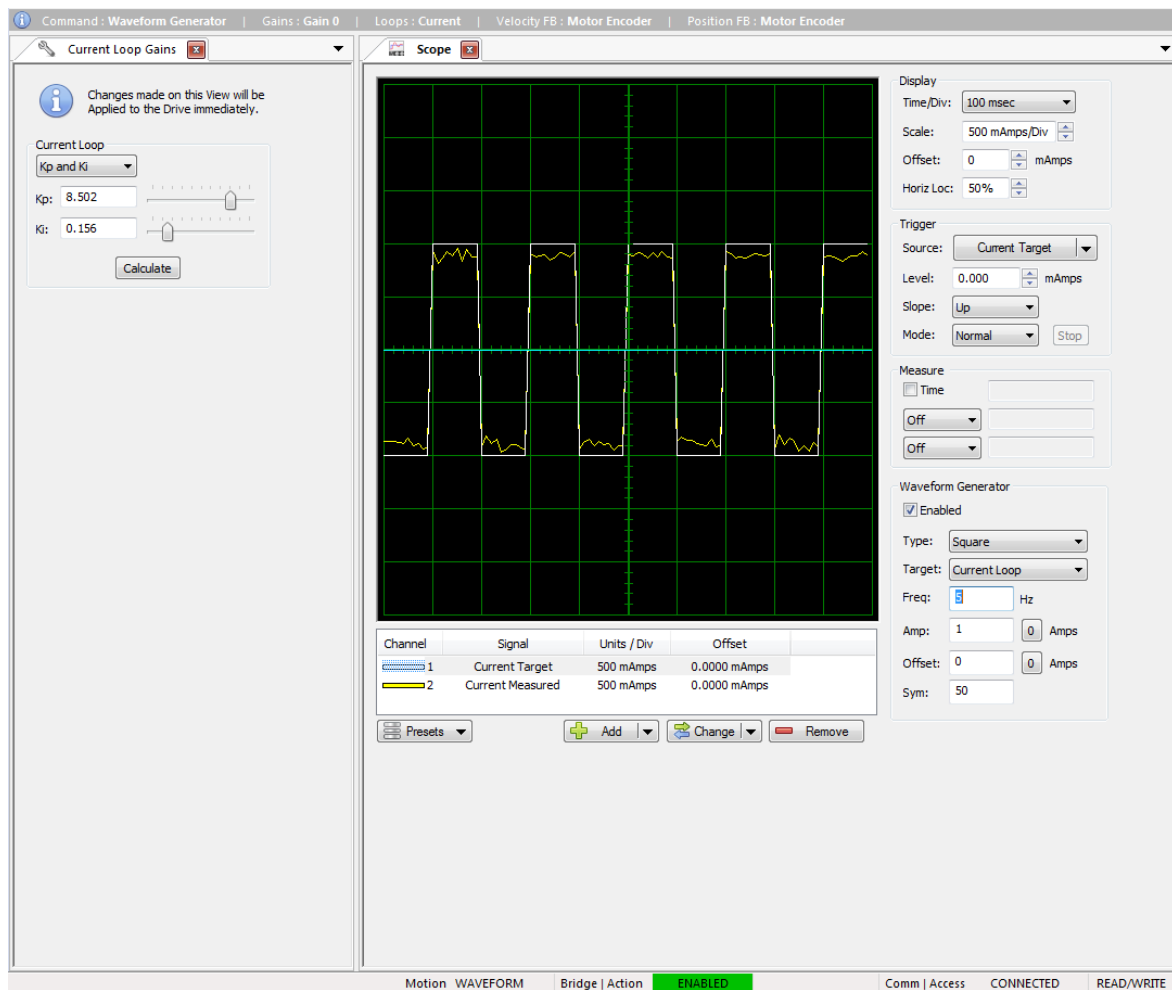 Command : Waveform Generator | Gains : Gain 0 | Loops : Current | Velocity FB : Motor Encoder | Position FB : Motor Encoder
Current Loop Gains
Changes made on this View will be
Applied to the Drive immediately.
Current Loop
Kp and Ki
Kp: 8.502
Ki: 0.156
Calculate
Scope
Display
Time/Div: 100 msec
Scale: 500 mAmps/Div
Offset: 0 mAmps
Horiz Loc: 50%
Trigger
Source: Current Target
Level: 0.000 mAmps
Slope: Up
Mode: Normal Stop
Measure
Time
Off
Off
Waveform Generator
Enabled
Type: Square
Target: Current Loop
Freq: 5 Hz
Amp: 1 0 Amps
Offset: 0 0 Amps
Sym: 50
Channel Signal Units / Div Offset
1 Current Target 500 mAmps 0.0000 mAmps
2 Current Measured 500 mAmps 0.0000 mAmps
Presets Add Change Remove
Motion WAVEFORM Bridge | Action ENABLED Comm | Access CONNECTED READ/WRITE